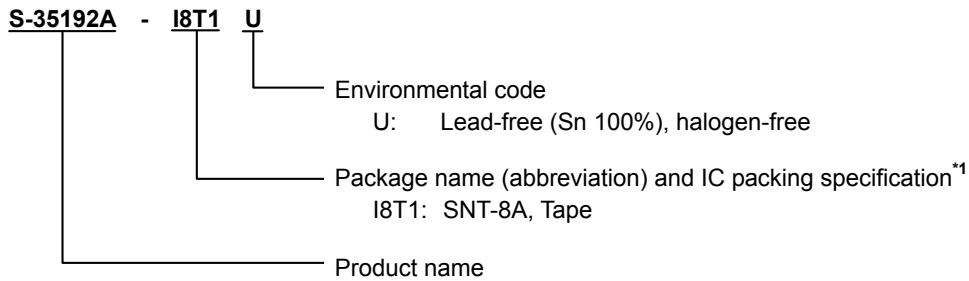 S-35192A - I8T1 U
Environmental code
U: Lead-free (Sn 100%), halogen-free
Package name (abbreviation) and IC packing specification*1
I8T1: SNT-8A, Tape
Product name